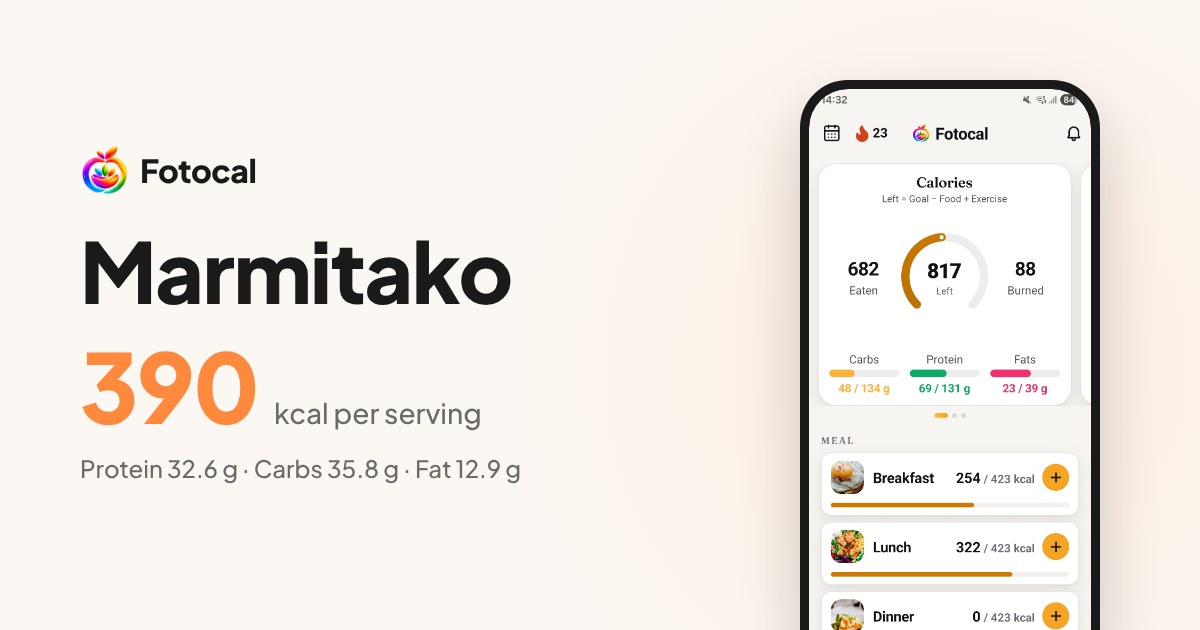 Fotocal
Marmitako
390 kcal per serving
Protein 32.6 g · Carbs 35.8 g · Fat 12.9 g
14:32
84
23
Fotocal
Calories
Left = Goal − Food + Exercise
682
Eaten
817
Left
88
Burned
Carbs
48 / 134 g
Protein
69 / 131 g
Fats
23 / 39 g
MEAL
Breakfast 254 / 423 kcal +
Lunch 322 / 423 kcal +
Dinner 0 / 423 kcal +